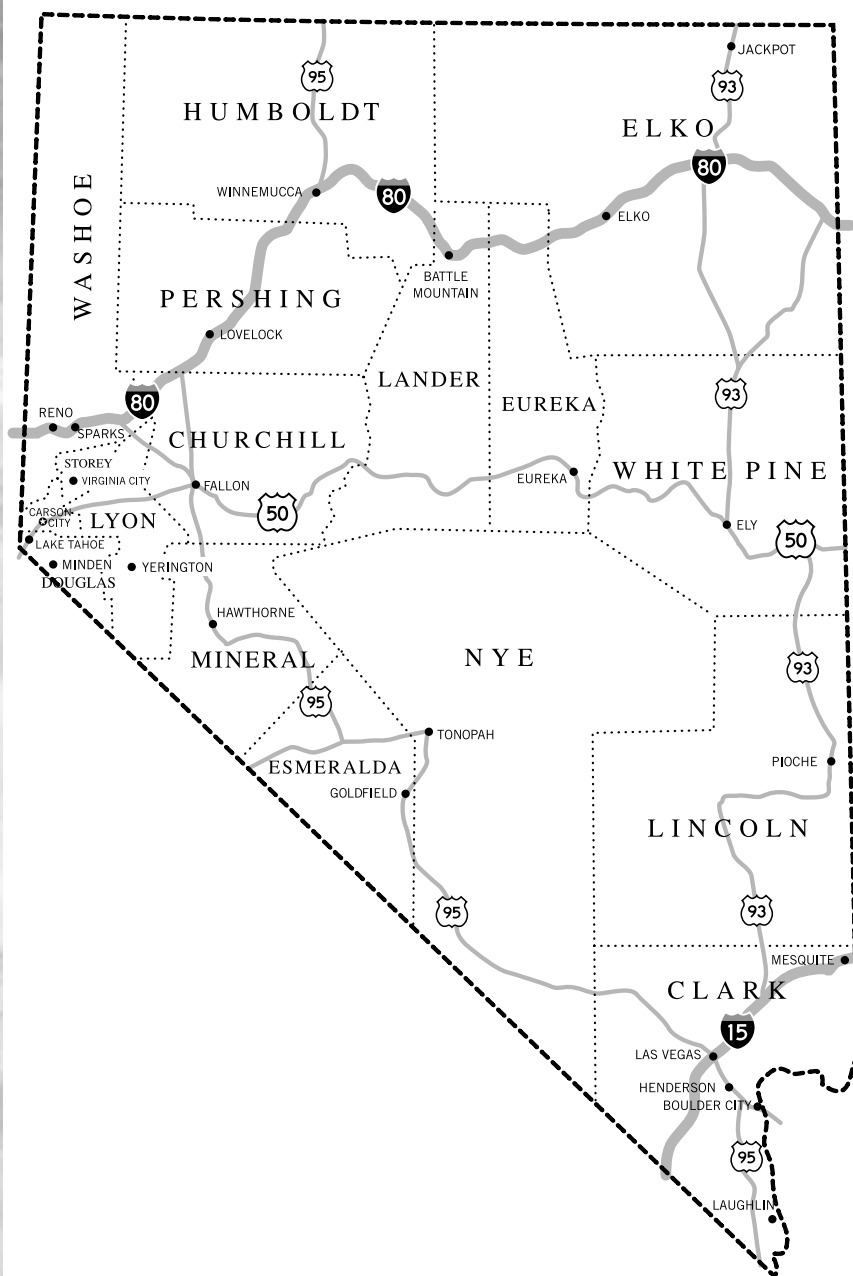 JACKPOT
95
93
HUMBOLDT
ELKO
80
WASHOE
WINNEMUCCA
80
ELKO
BATTLE
MOUNTAIN
PERSHING
LOVELOCK
LANDER
93
80
EUREKA
RENO
SPARKS
CHURCHILL
STOREY
VIRGINIA CITY
EUREKA
WHITE PINE
FALLON
CARSON
CITY
LYON
50
ELY
50
LAKE TAHOE
MINDEN
DOUGLAS
YERINGTON
HAWTHORNE
MINERAL
NYE
93
95
TONOPAH
PIOCHE
ESMERALDA
GOLDFIELD
LINCOLN
95
93
MESQUITE
CLARK
15
LAS VEGAS
HENDERSON
BOULDER CITY
95
LAUGHLIN